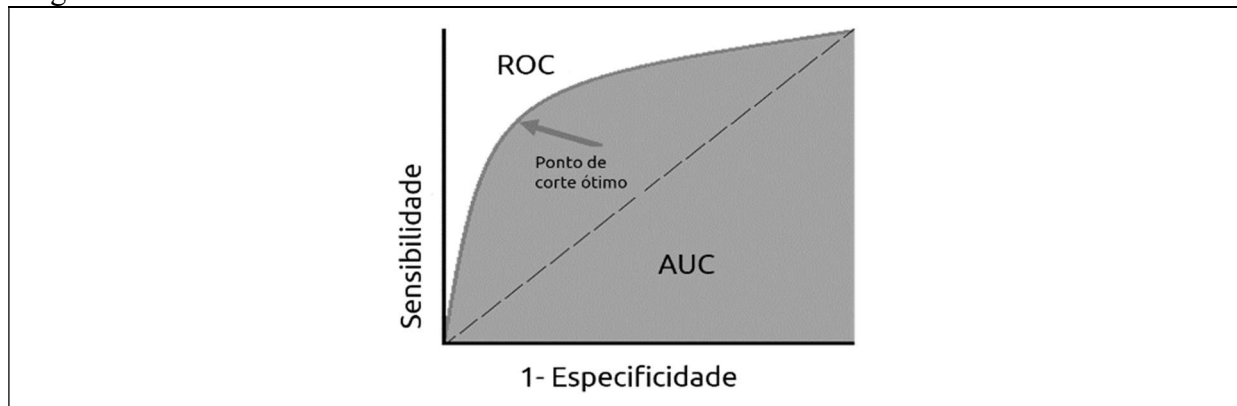 ROC
Ponto de
corte ótimo
AUC
Sensibilidade
1- Especificidade